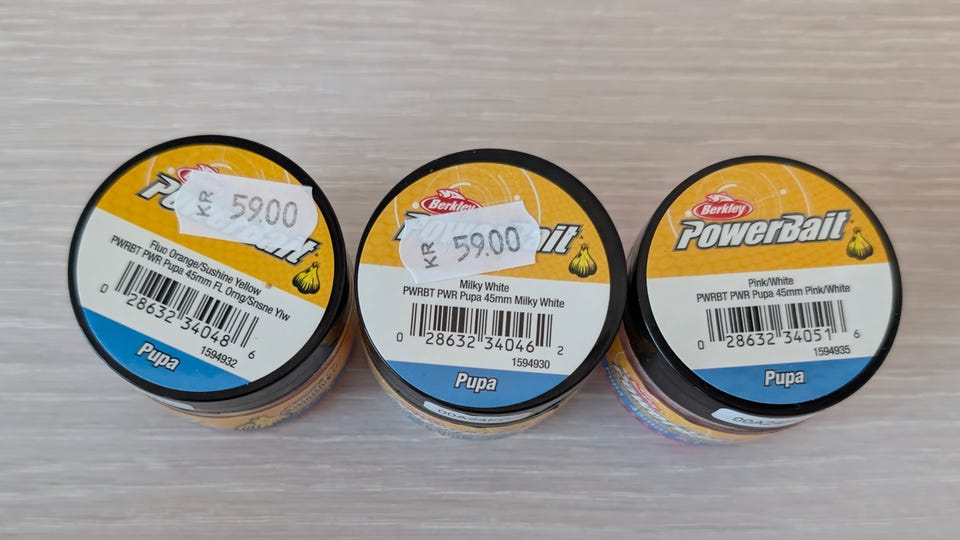 KR 59.00
Fluo Orange/Sushine Yellow
PWRBT PWR Pupa 45mm FL Orng/Snsne Ylw
0 28632 34048 6
1594932
Pupa
Berkley
KR 59.00
Milky White
PWRBT PWR Pupa 45mm Milky White
0 28632 34046 2
1594930
Pupa
Berkley
PowerBait
Pink/White
PWRBT PWR Pupa 45mm Pink/White
0 28632 34051 6
1594935
Pupa